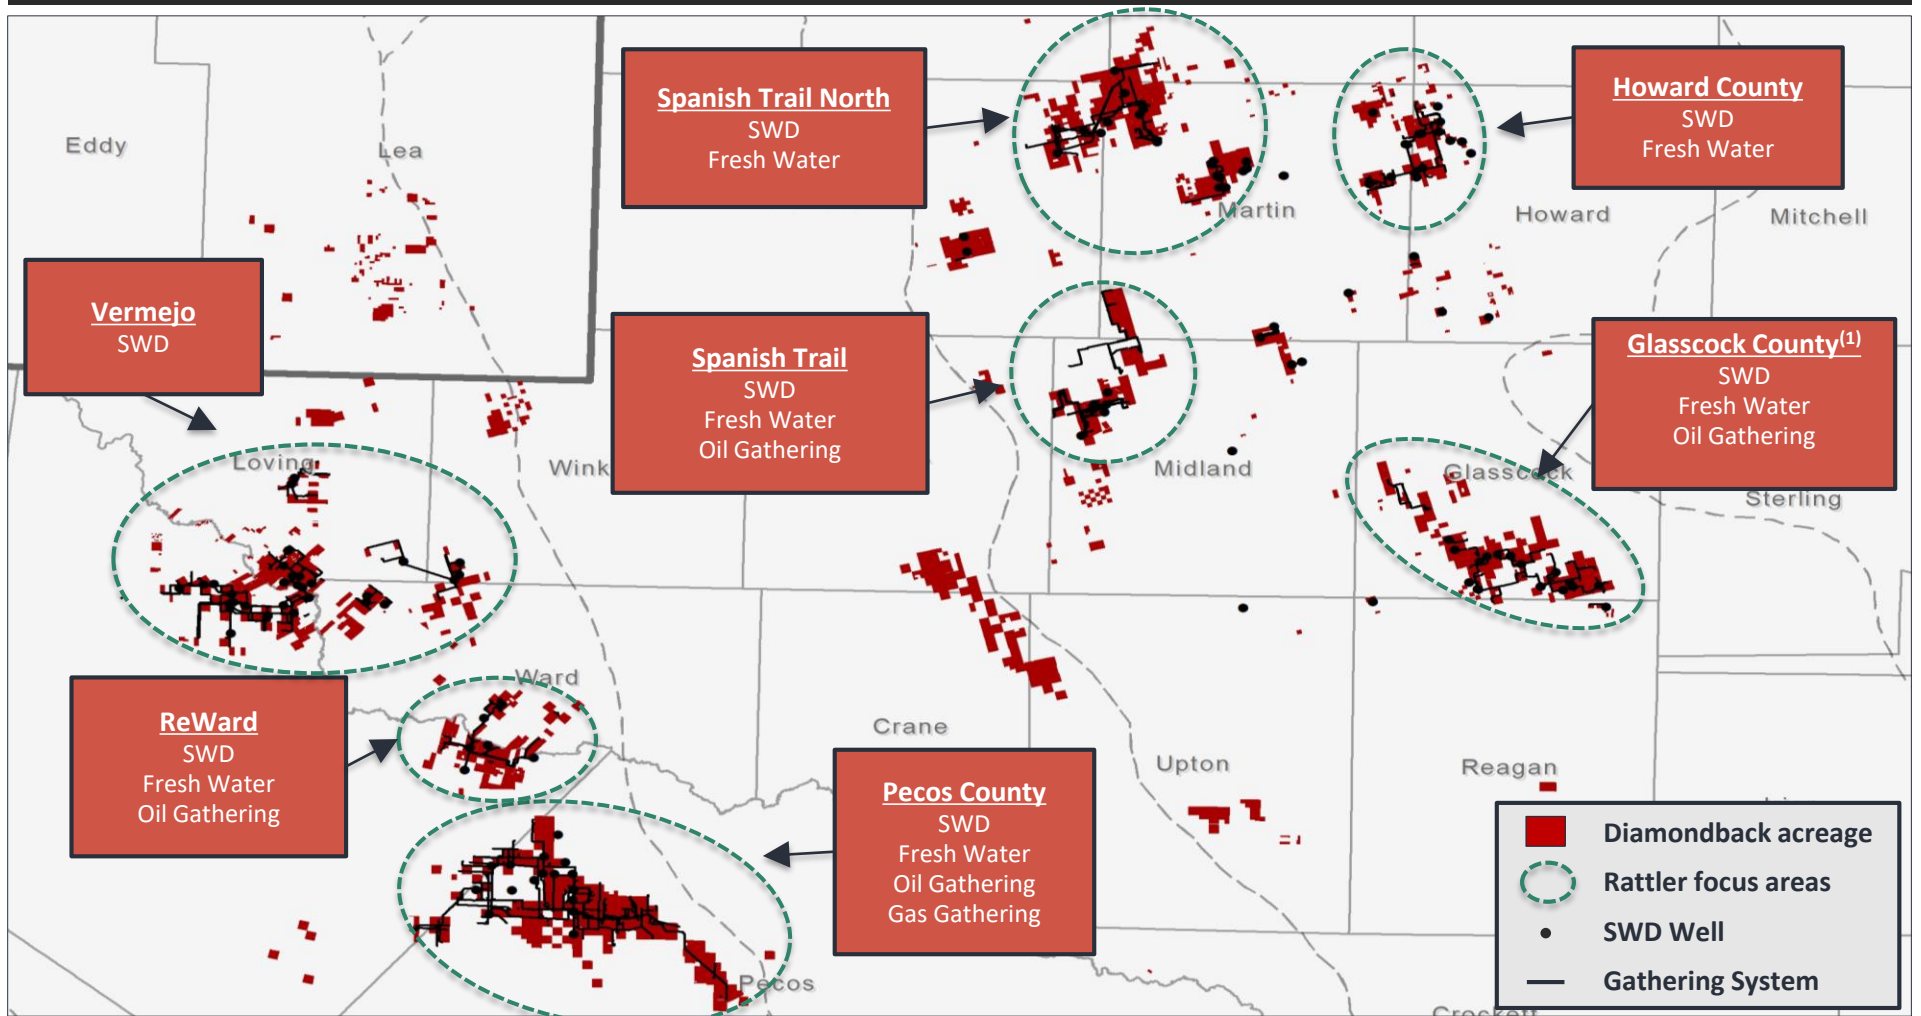 Spanish Trail North
SWD
Fresh Water
Howard County
SWD
Fresh Water
Eddy
Lea
Martin
Howard
Mitchell
Vermejo
SWD
Spanish Trail
SWD
Fresh Water
Oil Gathering
Glasscock County(1)
SWD
Fresh Water
Oil Gathering
Loving
Wink
Midland
Glasscock
Sterling
Ward
ReWard
SWD
Fresh Water
Oil Gathering
Crane
Upton
Reagan
Pecos County
SWD
Fresh Water
Oil Gathering
Gas Gathering
Pecos
Crockett
Diamondback acreage
Rattler focus areas
SWD Well
Gathering System